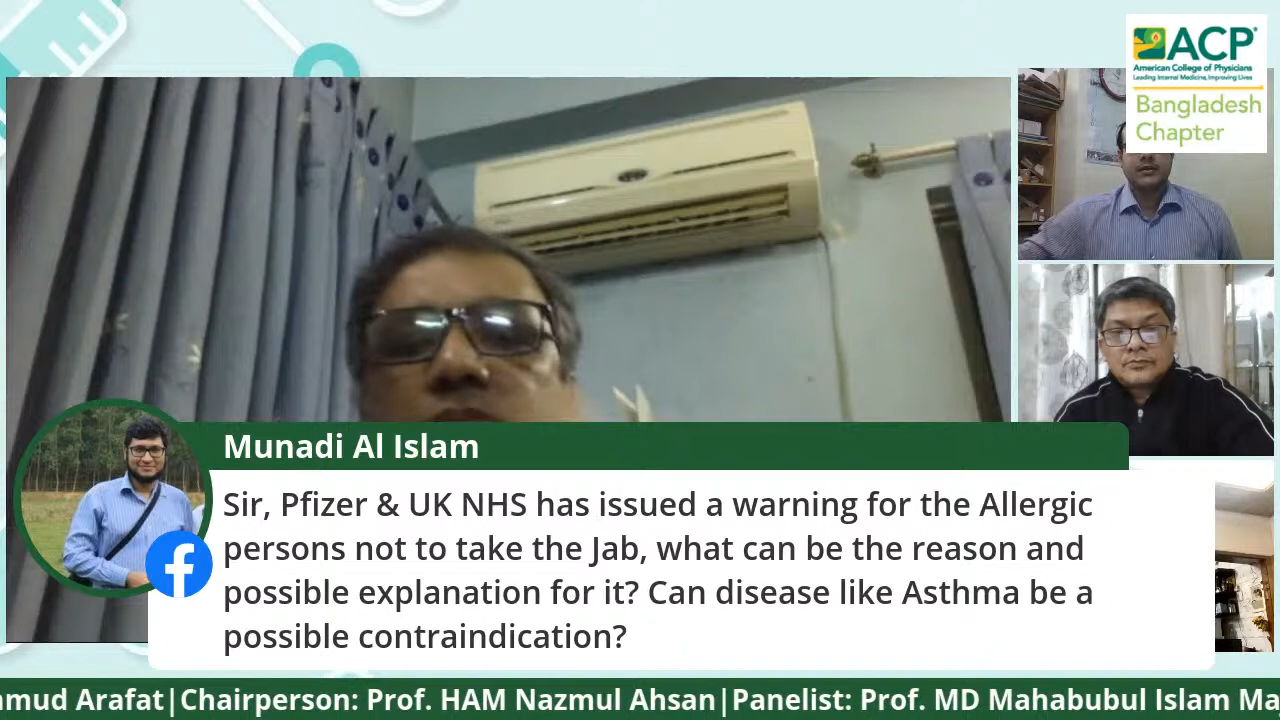 ACP
American College of Physicians
Leading Internal Medicine, Improving Lives
Bangladesh
Chapter
Munadi Al Islam
Sir, Pfizer & UK NHS has issued a warning for the Allergic
persons not to take the Jab, what can be the reason and
possible explanation for it? Can disease like Asthma be a
possible contraindication?
mud Arafat|Chairperson: Prof. HAM Nazmul Ahsan|Panelist: Prof. MD Mahabubul Islam Ma